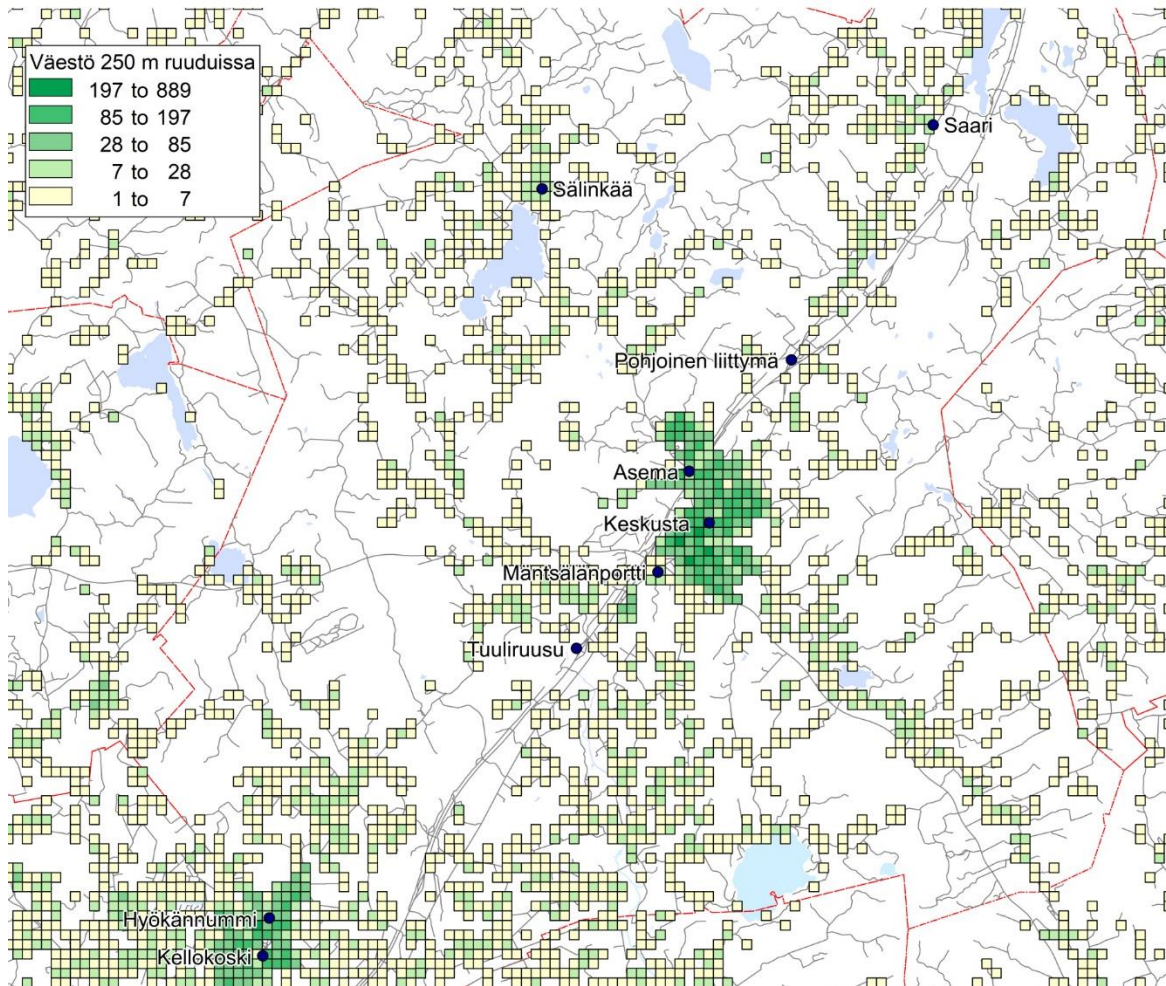 Väestö 250 m ruuduissa
197 to 889
85 to 197
28 to 85
7 to 28
1 to 7
Saari
Sälinkää
Pohjoinen liittymä
Asema
Keskusta
Mäntsälänportti
Tuuliruusu
Hyökännummi
Kellokoski